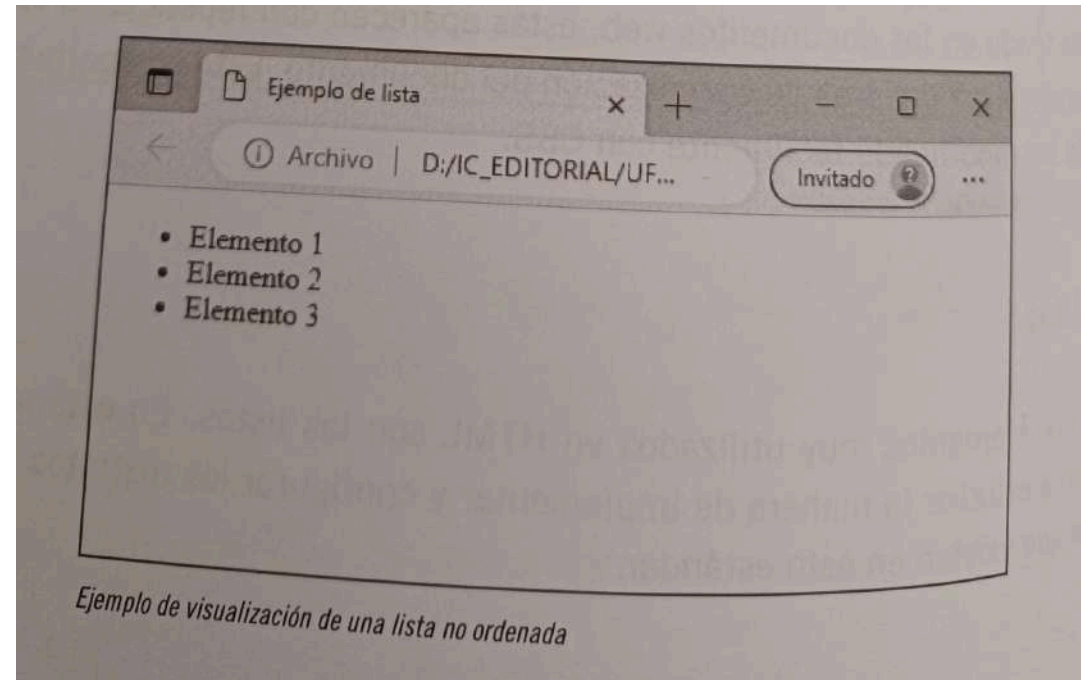 Ejemplo de lista
Archivo | D:/IC_EDITORIAL/UF...
Invitado
• Elemento 1
• Elemento 2
• Elemento 3
Ejemplo de visualización de una lista no ordenada